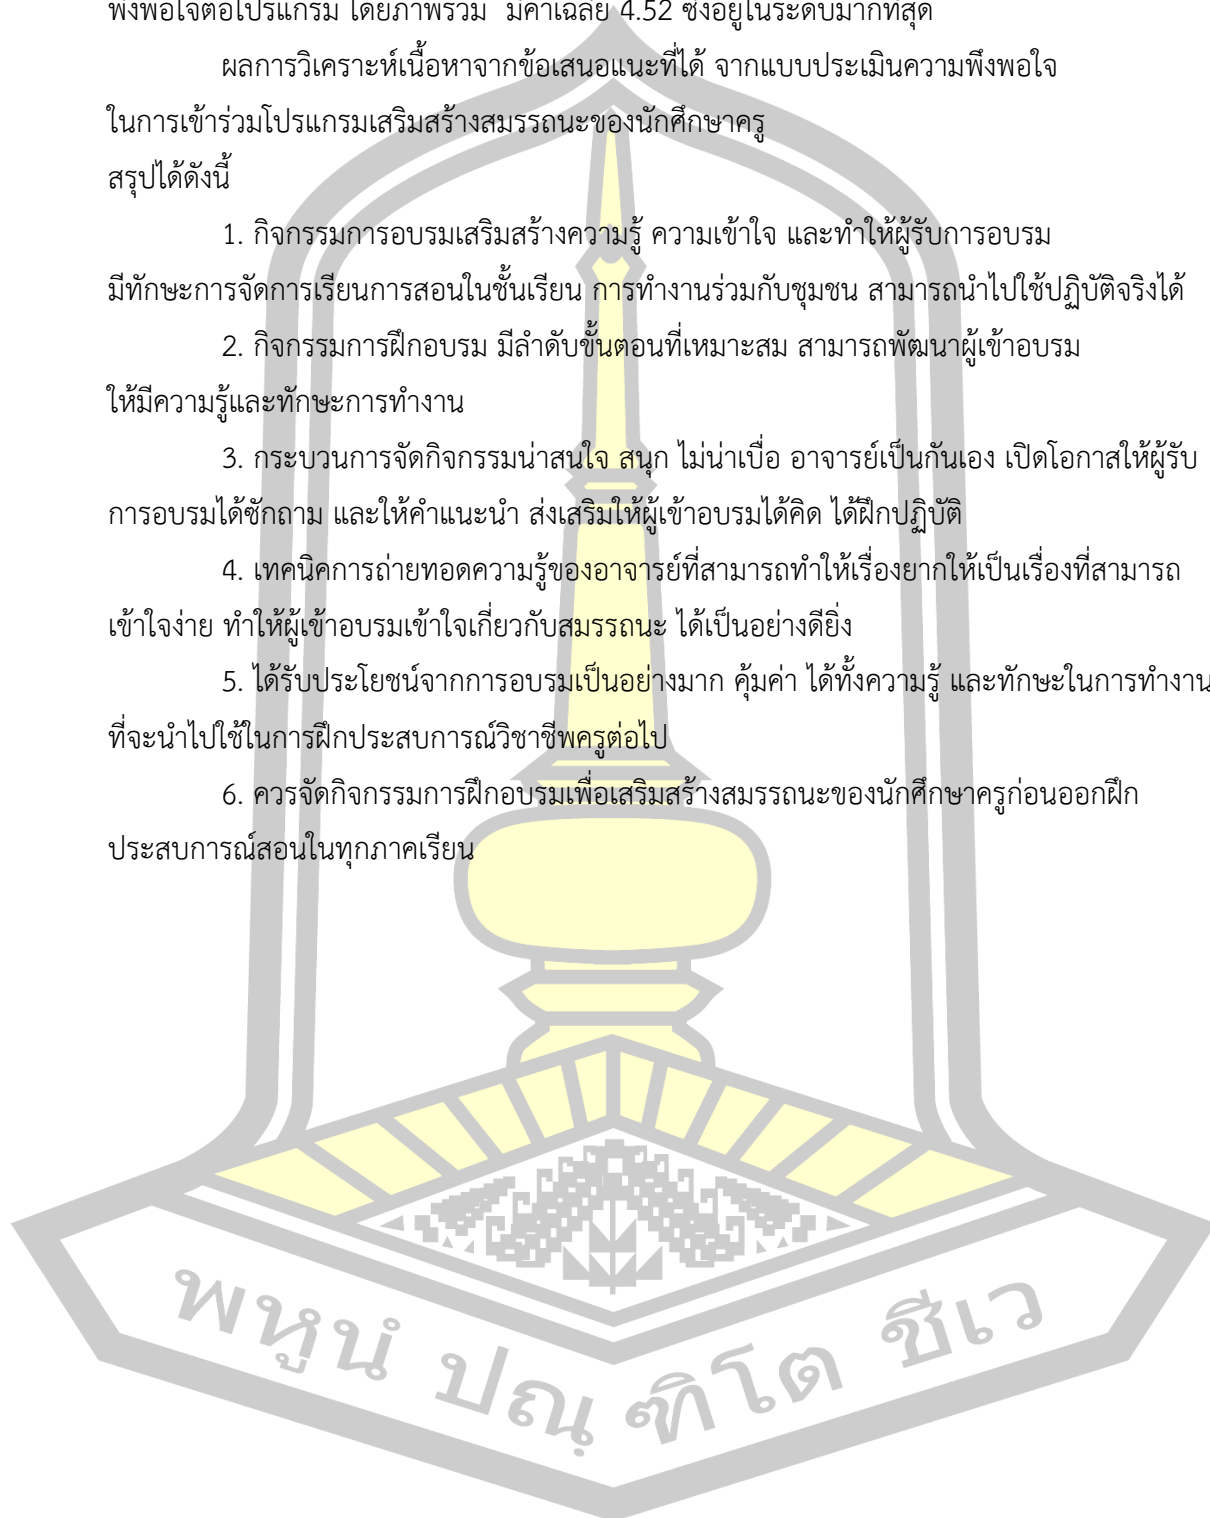 พึงพอใจต่อโปรแกรม โดยภาพรวม มีค่าเฉลี่ย 4.52 ซึ่งอยู่ในระดับมากที่สุด
ผลการวิเคราะห์เนื้อหาจากข้อเสนอแนะที่ได้ จากแบบประเมินความพึงพอใจ
ในการเข้าร่วมโปรแกรมเสริมสร้างสมรรถนะของนักศึกษาครู
สรุปได้ดังนี้
1. กิจกรรมการอบรมเสริมสร้างความรู้ ความเข้าใจ และทำให้ผู้รับการอบรม
มีทักษะการจัดการเรียนการสอนในชั้นเรียน การทำงานร่วมกับชุมชน สามารถนำไปใช้ปฏิบัติจริงได้
2. กิจกรรมการฝึกอบรม มีลำดับขั้นตอนที่เหมาะสม สามารถพัฒนาผู้เข้าอบรม
ให้มีความรู้และทักษะการทำงาน
3. กระบวนการจัดกิจกรรมน่าสนใจ สนุก ไม่น่าเบื่อ อาจารย์เป็นกันเอง เปิดโอกาสให้ผู้รับ
การอบรมได้ซักถาม และให้คำแนะนำ ส่งเสริมให้ผู้เข้าอบรมได้คิด ได้ฝึกปฏิบัติ
4. เทคนิคการถ่ายทอดความรู้ของอาจารย์ที่สามารถทำให้เรื่องยากให้เป็นเรื่องที่สามารถ
เข้าใจง่าย ทำให้ผู้เข้าอบรมเข้าใจเกี่ยวกับสมรรถนะ ได้เป็นอย่างดียิ่ง
5. ได้รับประโยชน์จากการอบรมเป็นอย่างมาก คุ้มค่า ได้ทั้งความรู้ และทักษะในการทำงาน
ที่จะนำไปใช้ในการฝึกประสบการณ์วิชาชีพครูต่อไป
6. ควรจัดกิจกรรมการฝึกอบรมเพื่อเสริมสร้างสมรรถนะของนักศึกษาครูก่อนออกฝึก
ประสบการณ์สอนในทุกภาคเรียน
พหูนํ ปณฺฑิโต ชีเว